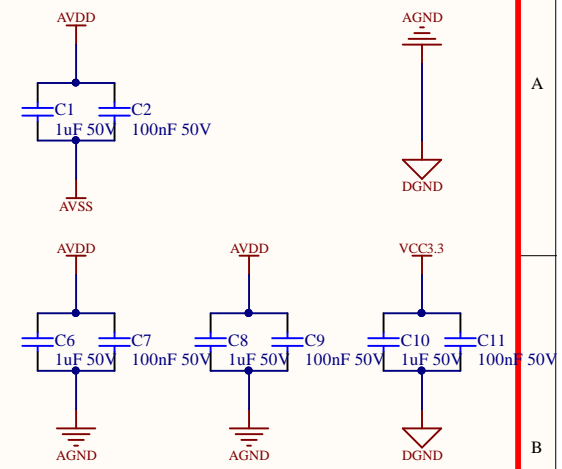 AVDD
AGND
C1
C2
1uF 50V
100nF 50V
A
AVSS
DGND
AVDD
AVDD
VCC3.3
C6
C7
C8
C9
C10
C11
1uF 50V
100nF 50V
1uF 50V
100nF 50V
1uF 50V
100nF 50V
AGND
AGND
DGND
B